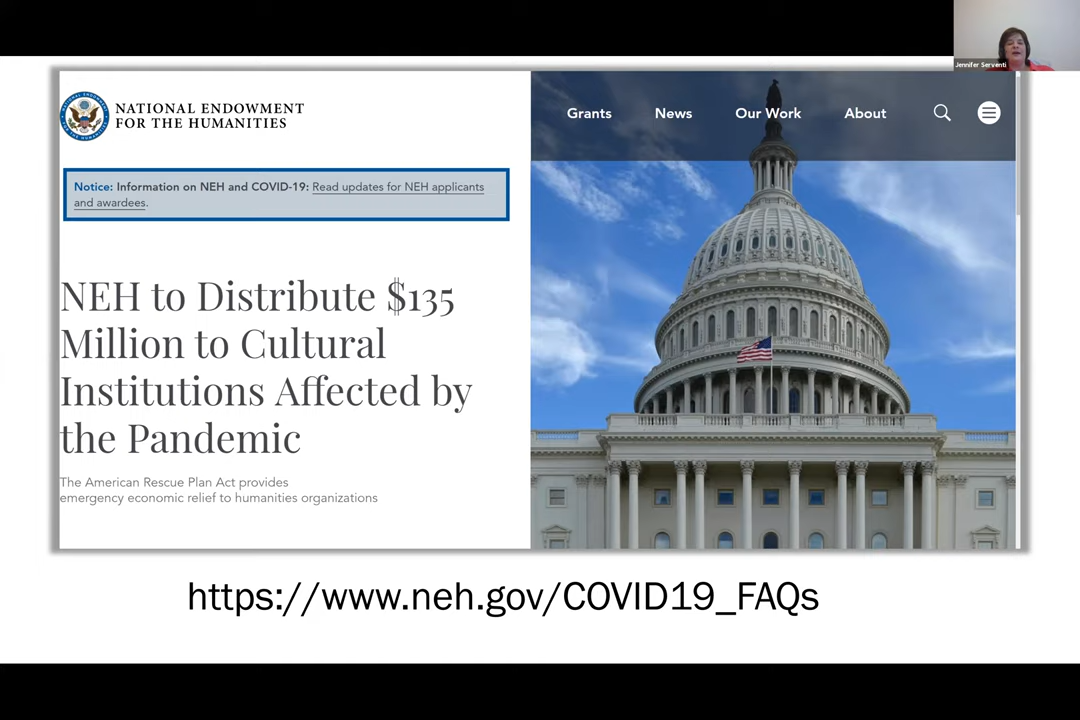 Jennifer Serventi
NATIONAL ENDOWMENT
FOR THE HUMANITIES
Grants
News
Our Work
About
Notice: Information on NEH and COVID-19: Read updates for NEH applicants
and awardees.
NEH to Distribute $135
Million to Cultural
Institutions Affected by
the Pandemic
The American Rescue Plan Act provides
emergency economic relief to humanities organizations
https://www.neh.gov/COVID19_FAQs